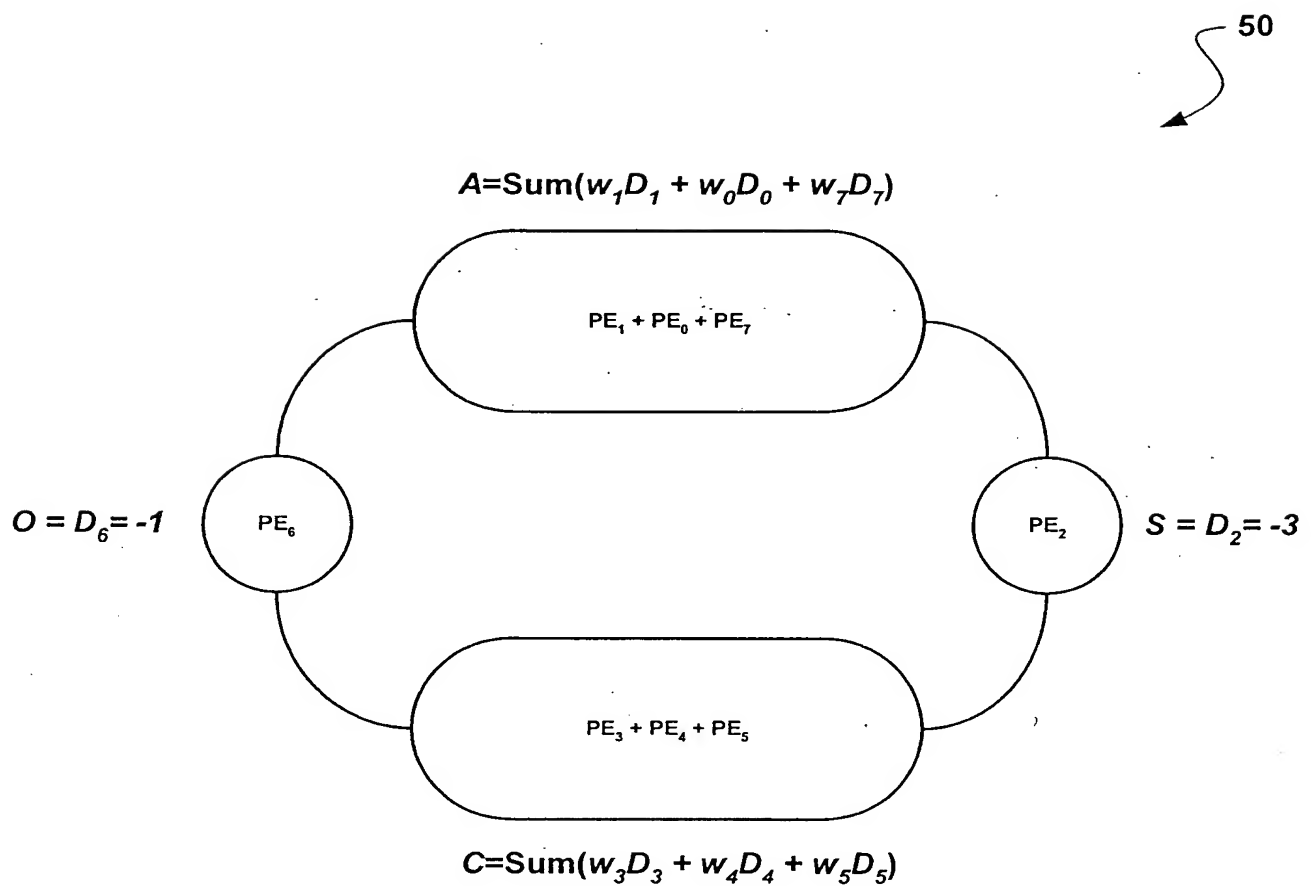 50
A=Sum(w₁D₁ + w₀D₀ + w₇D₇)
PE₁ + PE₀ + PE₇
O = D₆= -1
PE₆
PE₂
S = D₂= -3
PE₃ + PE₄ + PE₅
C=Sum(w₃D₃ + w₄D₄ + w₅D₅)